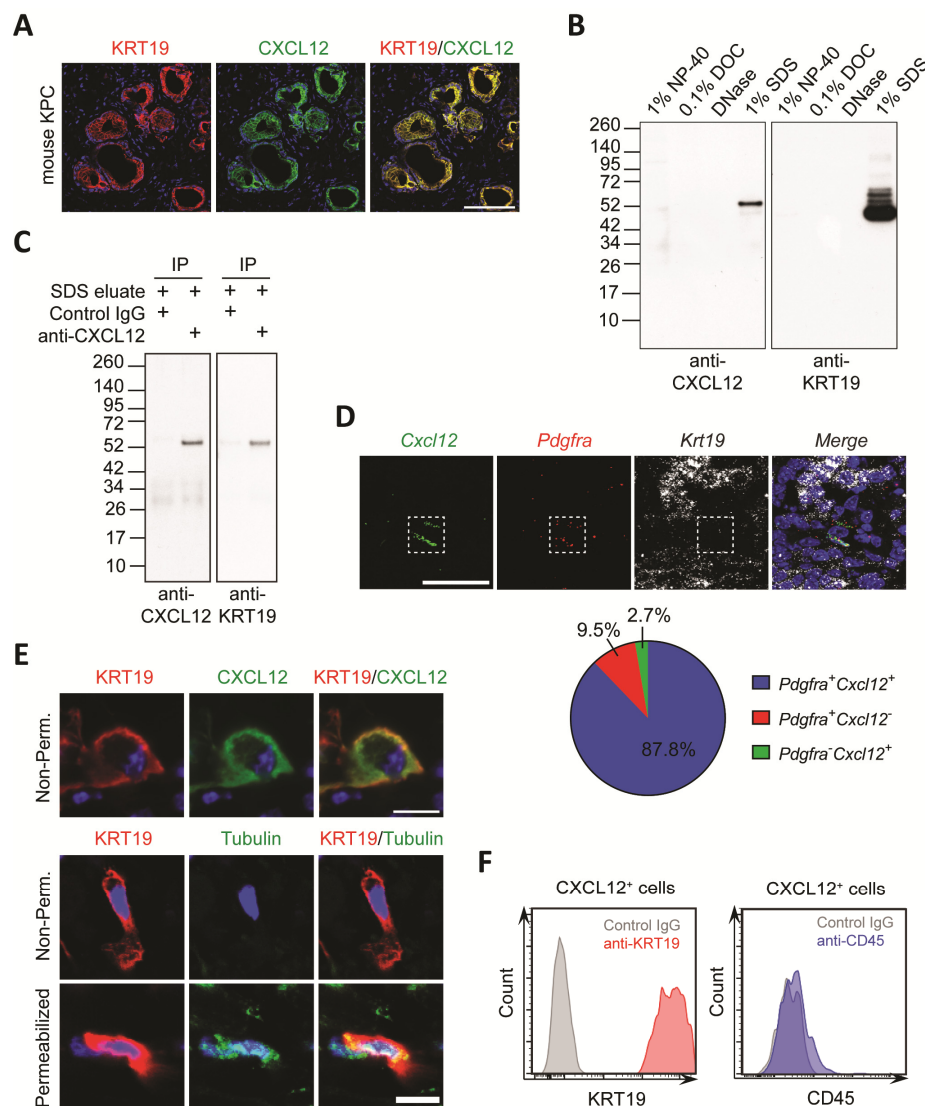 A
KRT19 CXCL12 KRT19/CXCL12
mouse KPC
B
1% NP-40 0.1% DOC DNase 1% SDS 1% NP-40 0.1% DOC DNase 1% SDS
260
140
95
72
52
42
34
26
17
10
anti-CXCL12 anti-KRT19
C
IP IP
SDS eluate + + + +
Control IgG + +
anti-CXCL12 + +
260
140
95
72
52
42
34
26
17
10
anti-CXCL12 anti-KRT19
D
Cxcl12 Pdgfra Krt19 Merge
2.7%
9.5%
87.8%
Pdgfra+Cxcl12+
Pdgfra+Cxcl12-
Pdgfra-Cxcl12+
E
KRT19 CXCL12 KRT19/CXCL12
Non-Perm.
KRT19 Tubulin KRT19/Tubulin
Non-Perm.
Permeabilized
F
CXCL12+ cells CXCL12+ cells
Control IgG Control IgG
anti-KRT19 anti-CD45
Count Count
KRT19 CD45